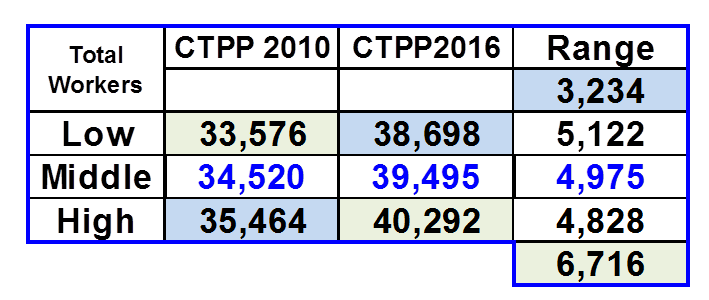 Total Workers CTPP 2010 CTPP2016 Range
3,234
Low 33,576 38,698 5,122
Middle 34,520 39,495 4,975
High 35,464 40,292 4,828
6,716